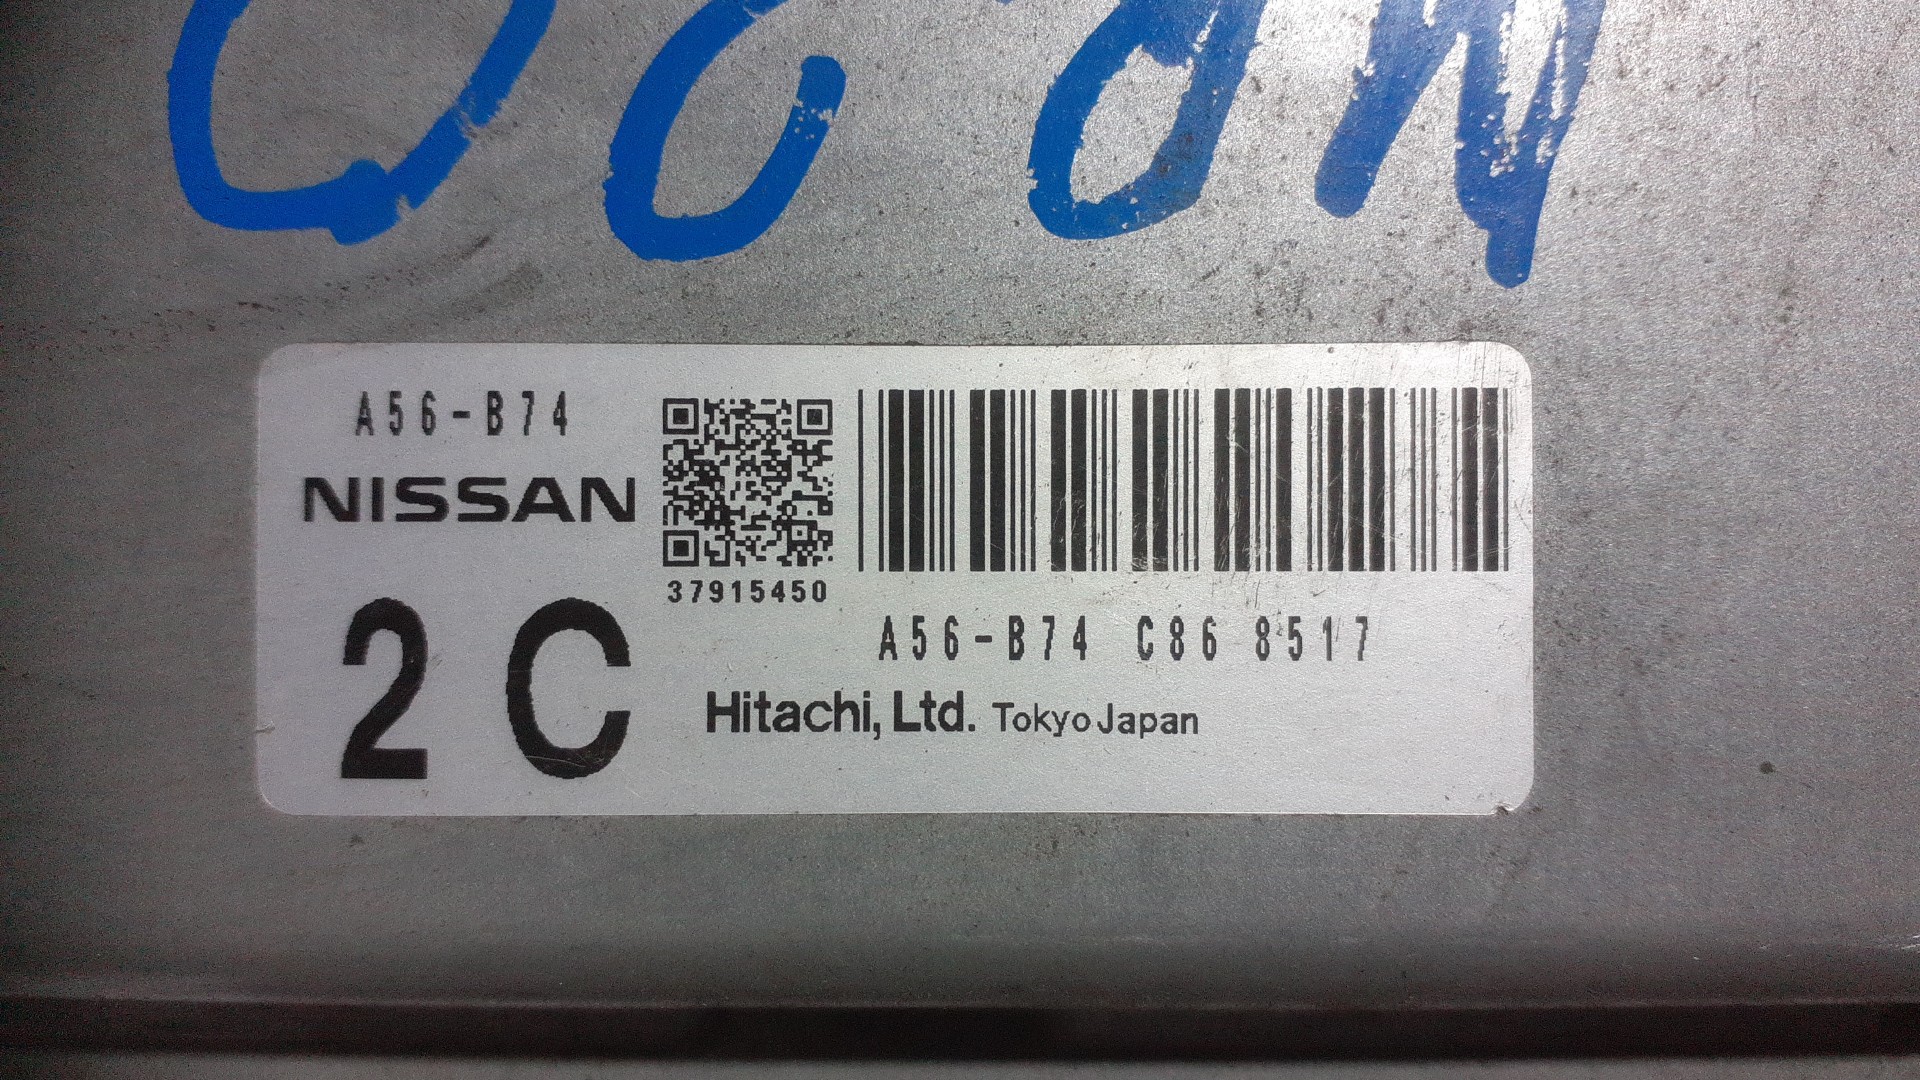 A56-B74
NISSAN
2C
37915450
A56-B74 C86 8517
Hitachi, Ltd. Tokyo Japan